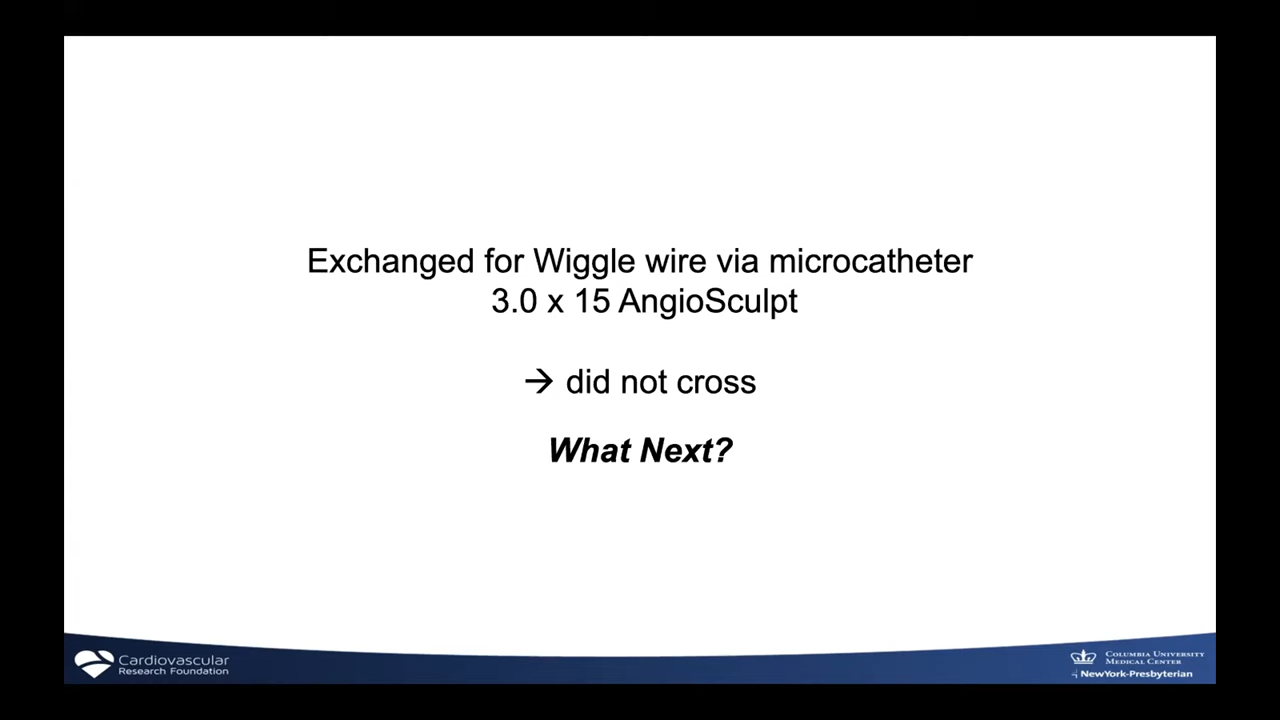 Exchanged for Wiggle wire via microcatheter
3.0 x 15 AngioSculpt
→ did not cross
What Next?
Cardiovascular
Research Foundation
COLUMBIA UNIVERSITY
MEDICAL CENTER
NewYork-Presbyterian